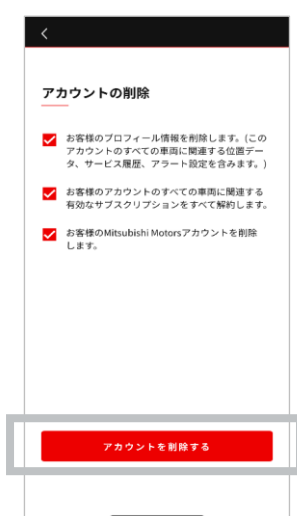 アカウントの削除
お客様のプロフィール情報を削除します。(この
アカウントのすべての車両に関連する位置デー
タ、サービス履歴、アラート設定を含みます。)
お客様のアカウントのすべての車両に関連する
有効なサブスクリプションをすべて解約します。
お客様のMitsubishi Motorsアカウントを削除
します。
アカウントを削除する